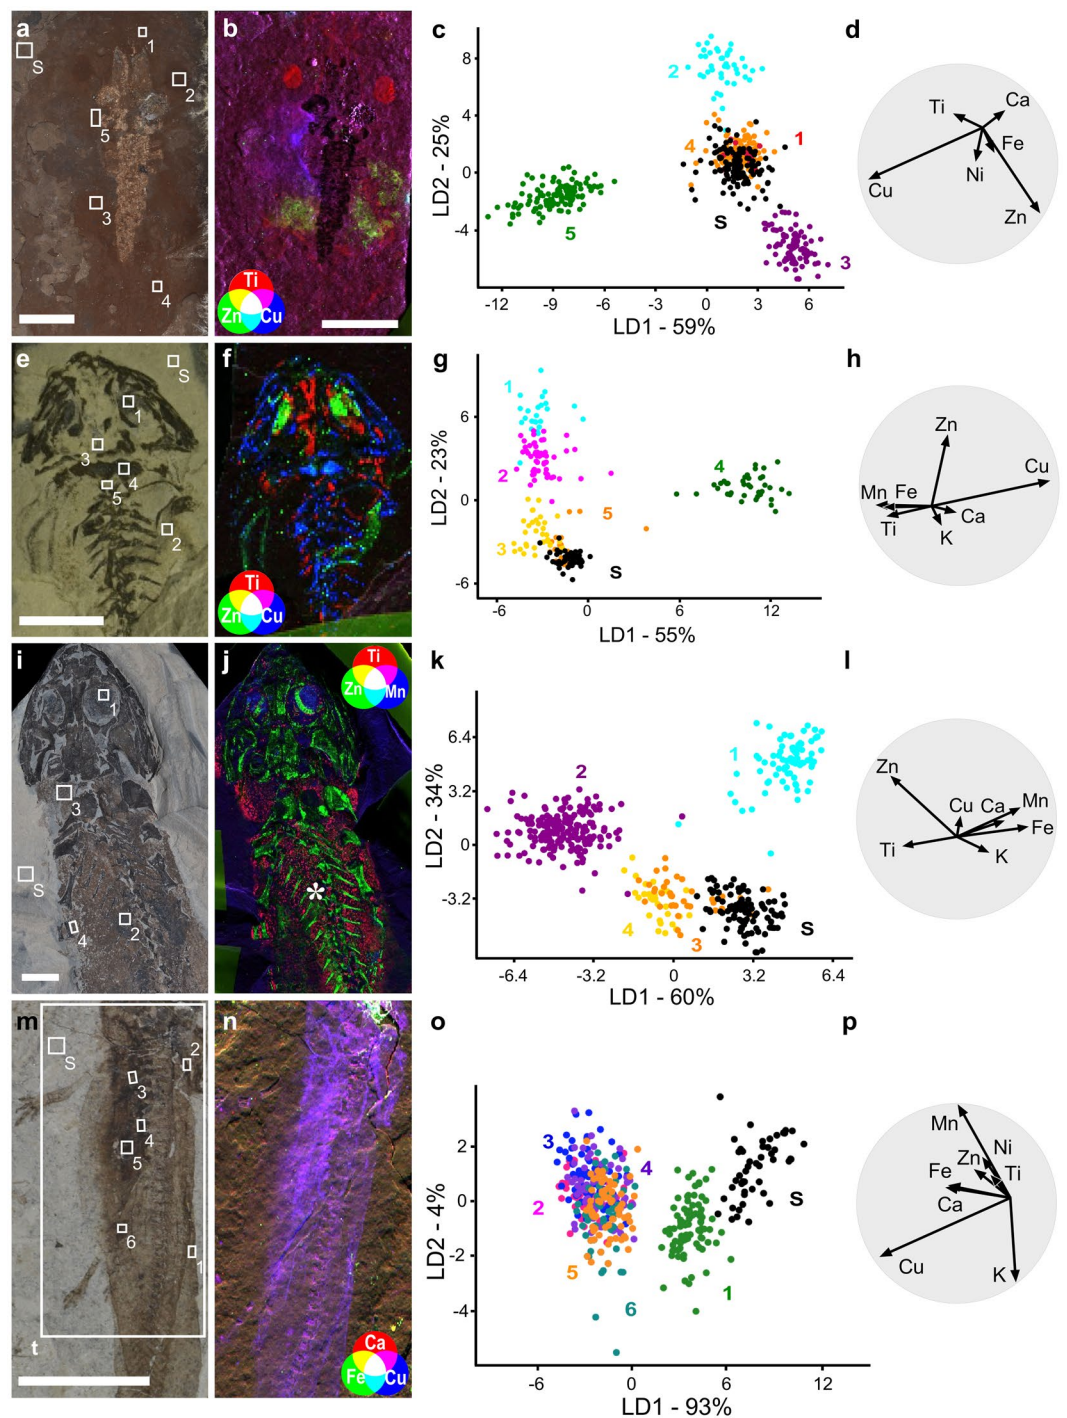 a
S
1
2
5
3
4
b
Ti
Zn
Cu
c
8
4
0
-4
LD2 - 25%
2
4
1
S
5
3
-12
-9
-6
-3
0
3
6
LD1 - 59%
d
Ti
Ca
Fe
Ni
Cu
Zn
e
S
1
3
4
5
2
f
Ti
Zn
Cu
g
6
0
-6
LD2 - 23%
1
2
4
5
3
S
-6
0
6
12
LD1 - 55%
h
Zn
Cu
Mn
Fe
Ti
Ca
K
i
1
3
S
4
2
j
Ti
Zn
Mn
*
k
6.4
3.2
0
-3.2
LD2 - 34%
1
2
4
3
S
-6.4
-3.2
0
3.2
6.4
LD1 - 60%
l
Zn
Cu
Ca
Mn
Fe
Ti
K
m
S
2
3
4
5
6
1
t
n
Ca
Fe
Cu
o
2
0
-2
-4
LD2 - 4%
3
4
2
S
5
6
1
-6
0
6
12
LD1 - 93%
p
Mn
Ni
Zn
Ti
Fe
Ca
Cu
K